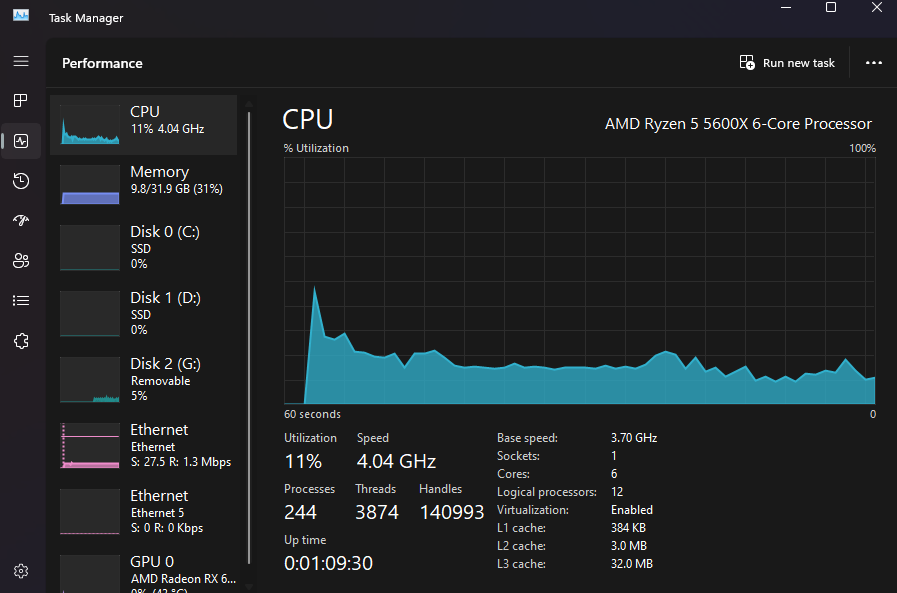 Task Manager
Performance
Run new task
CPU
11% 4.04 GHz
Memory
9.8/31.9 GB (31%)
Disk 0 (C:)
SSD
0%
Disk 1 (D:)
SSD
0%
Disk 2 (G:)
Removable
5%
Ethernet
Ethernet
S: 27.5 R: 1.3 Mbps
Ethernet
Ethernet 5
S: 0 R: 0 Kbps
GPU 0
AMD Radeon RX 6...
0% (43 °C)
CPU
AMD Ryzen 5 5600X 6-Core Processor
% Utilization 100%
60 seconds 0
Utilization Speed
11% 4.04 GHz
Processes Threads Handles
244 3874 140993
Up time
0:01:09:30
Base speed: 3.70 GHz
Sockets: 1
Cores: 6
Logical processors: 12
Virtualization: Enabled
L1 cache: 384 KB
L2 cache: 3.0 MB
L3 cache: 32.0 MB